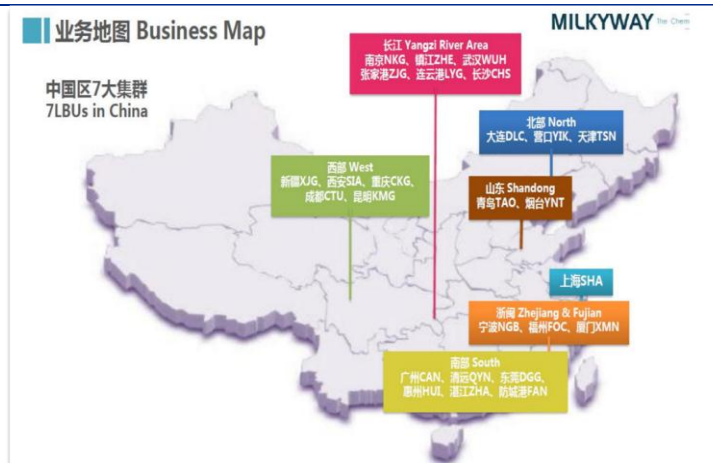 业务地图 Business Map
MILKYWAY The Chem
中国区7大集群
7LBUs in China
长江 Yangzi River Area
南京NKG、镇江ZHE、武汉WUH
张家港ZJG、连云港LYG、长沙CHS
北部 North
大连DLC、营口YIK、天津TSN
西部 West
新疆XJG、西安SIA、重庆CKG、
成都CTU、昆明KMG
山东 Shandong
青岛TAO、烟台YNT
上海SHA
浙闽 Zhejiang & Fujian
宁波NGB、福州FOC、厦门XMN
南部 South
广州CAN、清远QYN、东莞DGG、
惠州HUI、湛江ZHA、防城港FAN